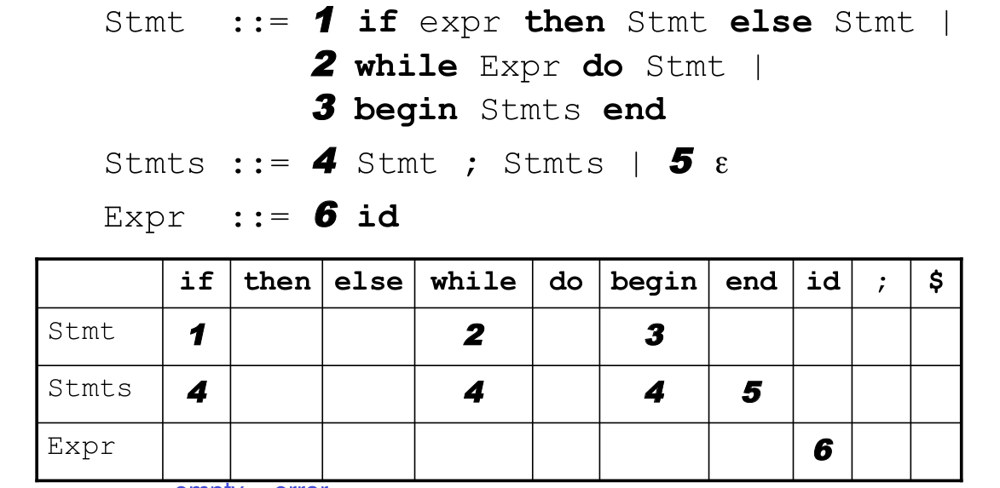 Stmt ::= 1 if expr then Stmt else Stmt |
2 while Expr do Stmt |
3 begin Stmts end
Stmts ::= 4 Stmt ; Stmts | 5 ε
Expr ::= 6 id
if then else while do begin end id ; $
Stmt 1 2 3
Stmts 4 4 4 5
Expr 6